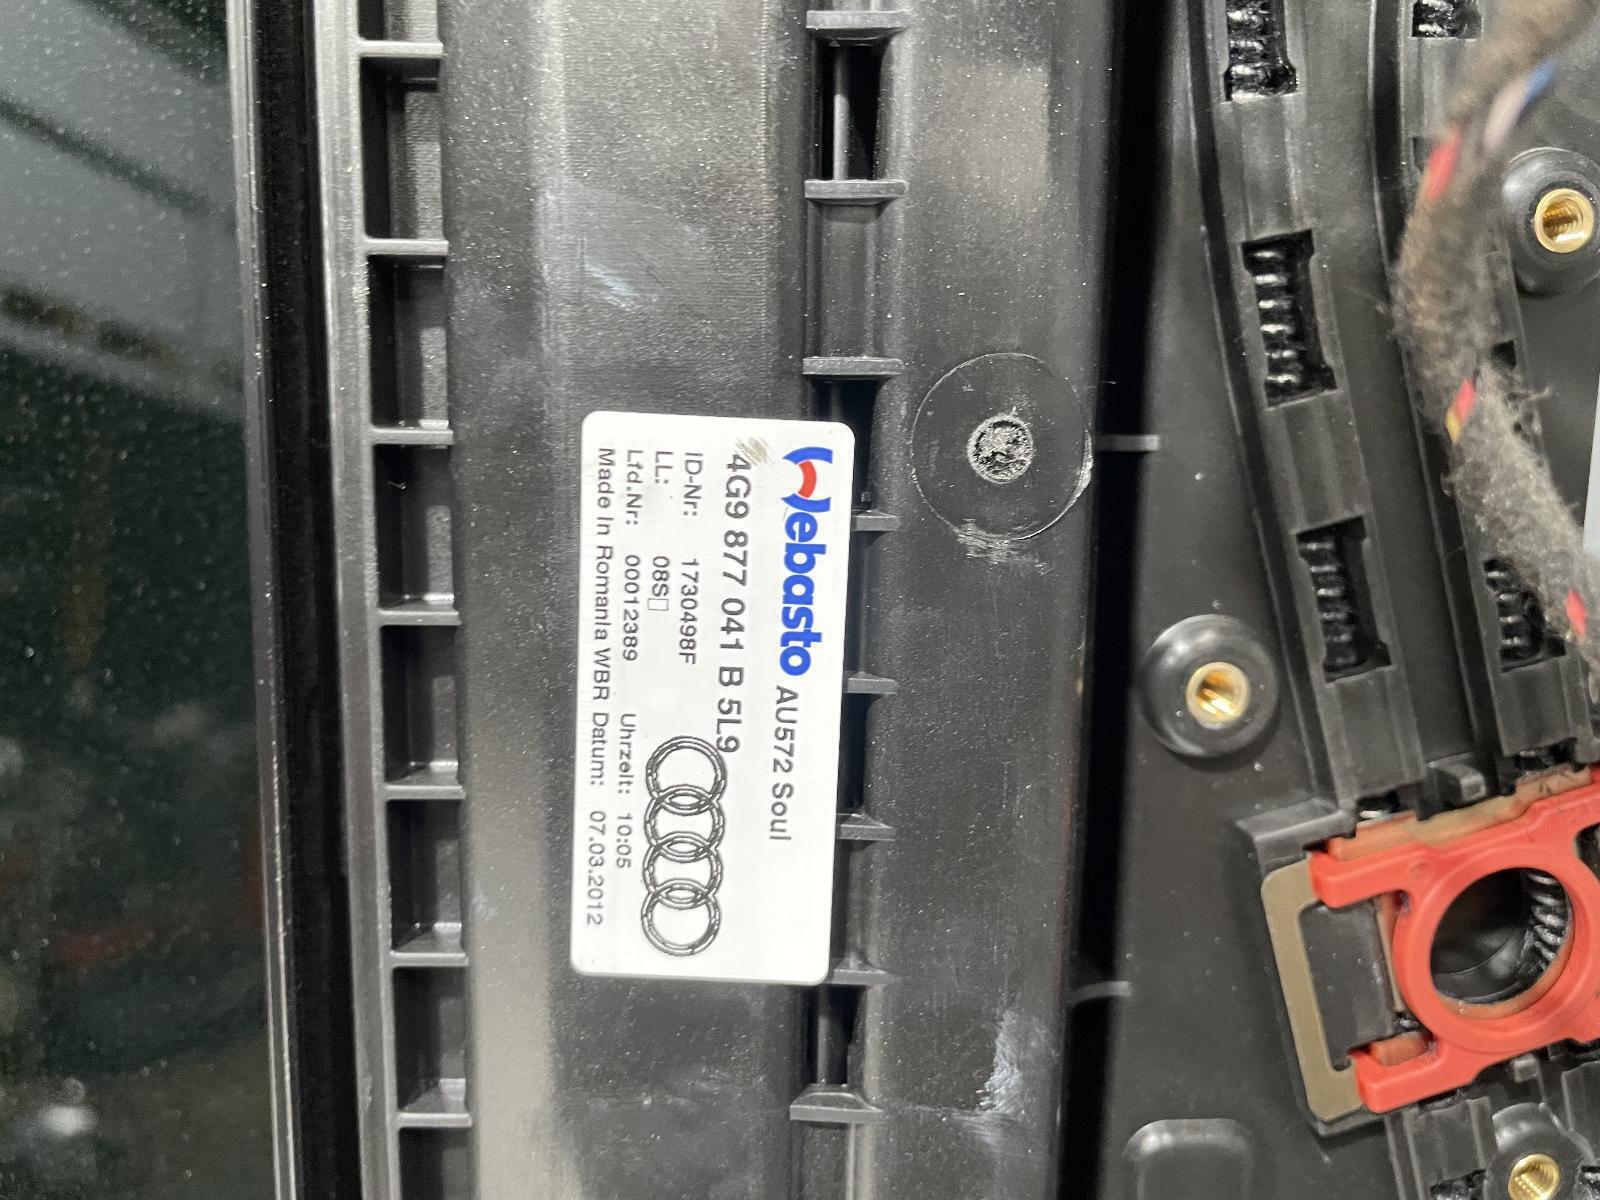 Webasto AU572 Soul
4G9 877 041 B 5L9
ID-Nr: 1730498F
LL: 08S□
Lfd.Nr: 00012389 Uhrzeit: 10:05
Made In Romania WBR Datum: 07.03.2012